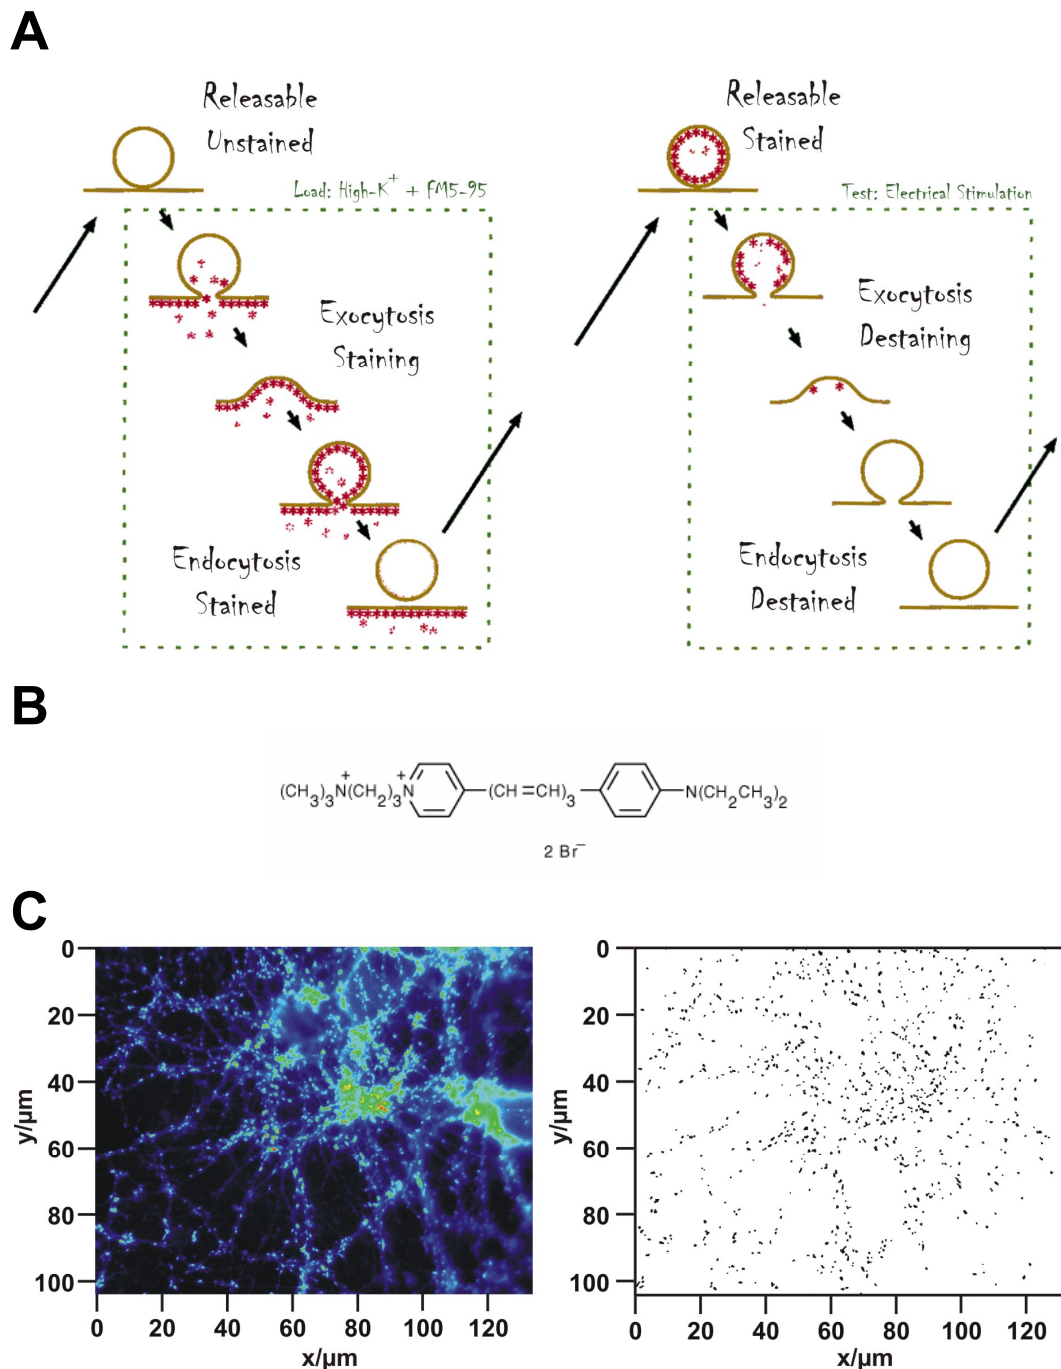 A
Releasable
Unstained
Load: High-K⁺ + FM5-95
Exocytosis
Staining
Endocytosis
Stained
Releasable
Stained
Test: Electrical Stimulation
Exocytosis
Destaining
Endocytosis
Destained
B
(CH₃)₃N⁺(CH₂)₃N⁺ (CH=CH)₃ N(CH₂CH₃)₂
2 Br⁻
C
0
20
40
60
80
100
y/µm
0 20 40 60 80 100 120
x/µm
0
20
40
60
80
100
y/µm
0 20 40 60 80 100 120
x/µm